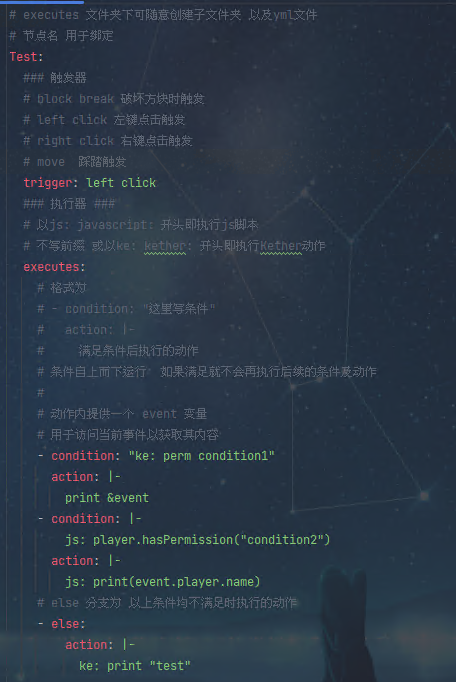 # executes 文件夹下可随意创建子文件夹 以及yml文件
# 节点名 用于绑定
Test:
### 触发器
# block break 破坏方块时触发
# left click 左键点击触发
# right click 右键点击触发
# move  踩踏触发
trigger: left click
### 执行器 ###
# 以js: javascript: 开头即执行js脚本
# 不写前缀 或以ke: kether: 开头即执行Kether动作
executes:
# 格式为
# - condition: "这里写条件"
#   action: |-
#     满足条件后执行的动作
# 条件自上而下运行: 如果满足就不会再执行后续的条件及动作
#
# 动作内提供一个 event 变量
# 用于访问当前事件以获取其内容
- condition: "ke: perm condition1"
action: |-
print &event
- condition: |-
js: player.hasPermission("condition2")
action: |-
js: print(event.player.name)
# else 分支为 以上条件均不满足时执行的动作
- else:
action: |-
ke: print "test"